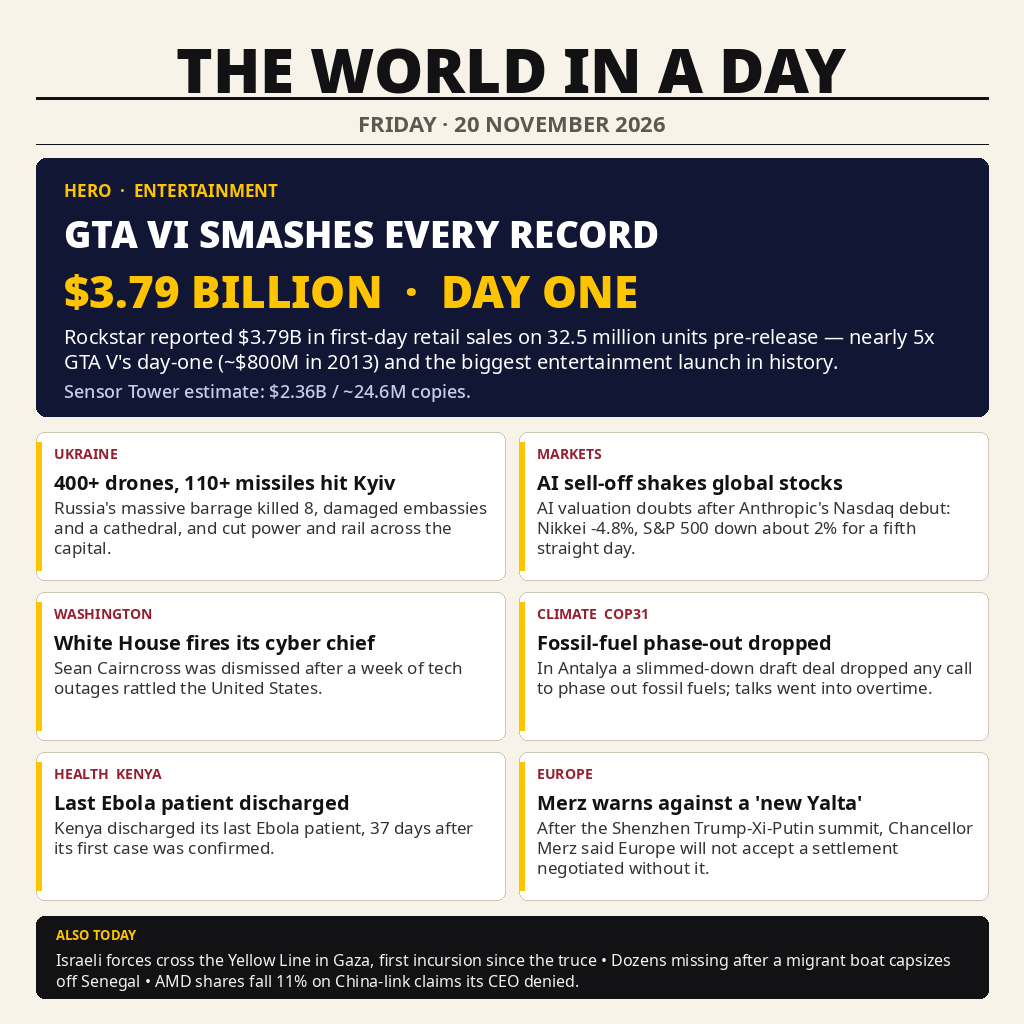 THE WORLD IN A DAY
FRIDAY · 20 NOVEMBER 2026
HERO · ENTERTAINMENT
GTA VI SMASHES EVERY RECORD
$3.79 BILLION · DAY ONE
Rockstar reported $3.79B in first-day retail sales on 32.5 million units pre-release — nearly 5x
GTA V's day-one (~$800M in 2013) and the biggest entertainment launch in history.
Sensor Tower estimate: $2.36B / ~24.6M copies.
UKRAINE
400+ drones, 110+ missiles hit Kyiv
Russia's massive barrage killed 8, damaged embassies
and a cathedral, and cut power and rail across the
capital.
MARKETS
AI sell-off shakes global stocks
AI valuation doubts after Anthropic's Nasdaq debut:
Nikkei -4.8%, S&P 500 down about 2% for a fifth
straight day.
WASHINGTON
White House fires its cyber chief
Sean Cairncross was dismissed after a week of tech
outages rattled the United States.
CLIMATE COP31
Fossil-fuel phase-out dropped
In Antalya a slimmed-down draft deal dropped any call
to phase out fossil fuels; talks went into overtime.
HEALTH KENYA
Last Ebola patient discharged
Kenya discharged its last Ebola patient, 37 days after
its first case was confirmed.
EUROPE
Merz warns against a 'new Yalta'
After the Shenzhen Trump-Xi-Putin summit, Chancellor
Merz said Europe will not accept a settlement
negotiated without it.
ALSO TODAY
Israeli forces cross the Yellow Line in Gaza, first incursion since the truce • Dozens missing after a migrant boat capsizes
off Senegal • AMD shares fall 11% on China-link claims its CEO denied.